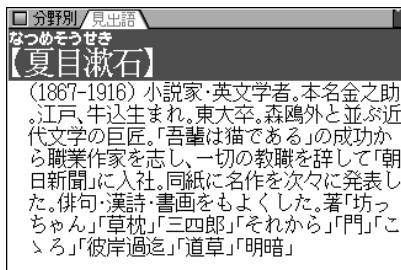 分野別 見出語
なつめそうせき
【夏目漱石】
(1867-1916)小説家・英文学者。本名金之助
。江戸、牛込生まれ。東大卒。森鷗外と並ぶ近
代文学の巨匠。「吾輩は猫である」の成功か
ら職業作家を志し、一切の教職を辞して「朝
日新聞」に入社。同紙に名作を次々に発表し
た。俳句・漢詩・書画をもよくした。著「坊っ
ちゃん」「草枕」「三四郎」「それから」「門」「こ
ゝろ」「彼岸過迄」「道草」「明暗」